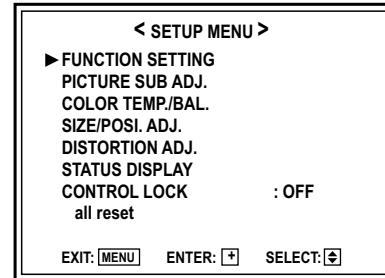 < SETUP MENU >
►FUNCTION SETTING
PICTURE SUB ADJ.
COLOR TEMP./BAL.
SIZE/POSI. ADJ.
DISTORTION ADJ.
STATUS DISPLAY
CONTROL LOCK : OFF
all reset
EXIT: MENU ENTER: + SELECT: ⬍